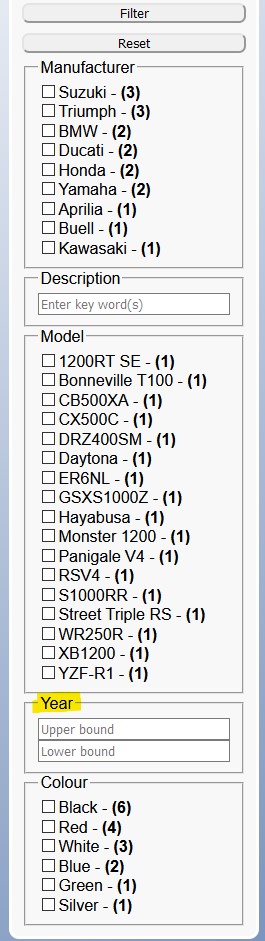 Filter
Reset
Manufacturer
Suzuki - (3)
Triumph - (3)
BMW - (2)
Ducati - (2)
Honda - (2)
Yamaha - (2)
Aprilia - (1)
Buell - (1)
Kawasaki - (1)
Description
Enter key word(s)
Model
1200RT SE - (1)
Bonneville T100 - (1)
CB500XA - (1)
CX500C - (1)
DRZ400SM - (1)
Daytona - (1)
ER6NL - (1)
GSXS1000Z - (1)
Hayabusa - (1)
Monster 1200 - (1)
Panigale V4 - (1)
RSV4 - (1)
S1000RR - (1)
Street Triple RS - (1)
WR250R - (1)
XB1200 - (1)
YZF-R1 - (1)
Year
Upper bound
Lower bound
Colour
Black - (6)
Red - (4)
White - (3)
Blue - (2)
Green - (1)
Silver - (1)